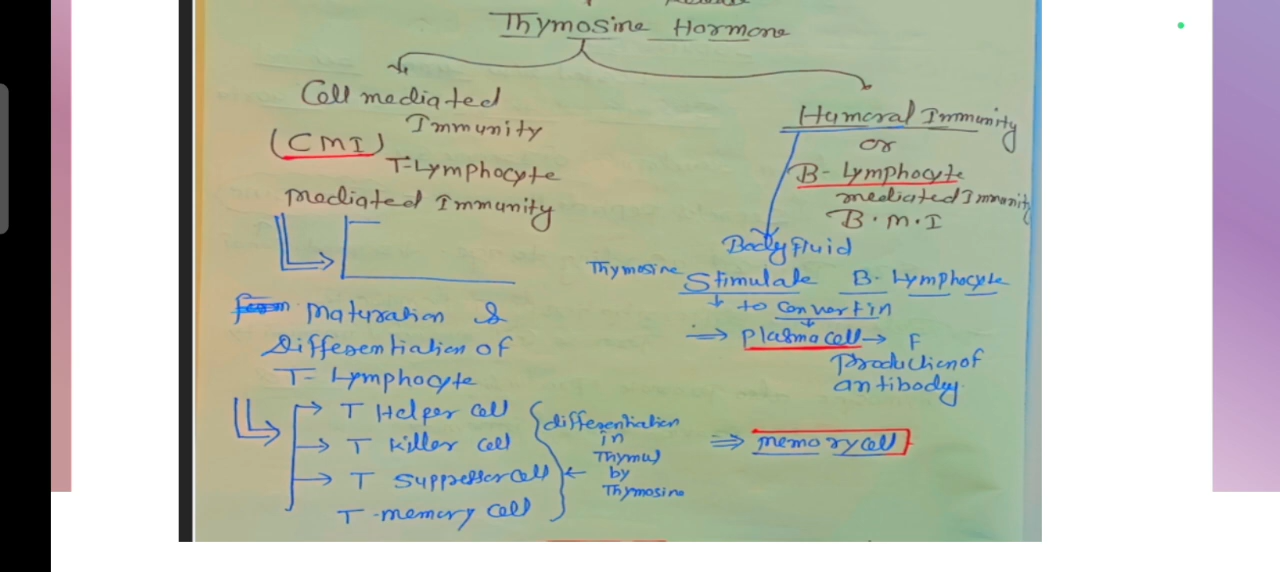 Thymosine Hormone
Cell mediated
Immunity
(CMI)
T-Lymphocyte
mediated Immunity
Humoral Immunity
or
B- Lymphocyte
mediated Immunity
B.M.I
Body fluid
Thymosine Stimulate B- Lymphocyte
to Convert in
⇒ Plasma cell → F
Production of
antibody.
⇒ memory cell
Maturation &
Differentiation of
T- Lymphocyte
→ T Helper cell
→ T Killer cell
→ T Suppressor cell
T-memory cell
differentiation
in
Thymus
by
Thymosine